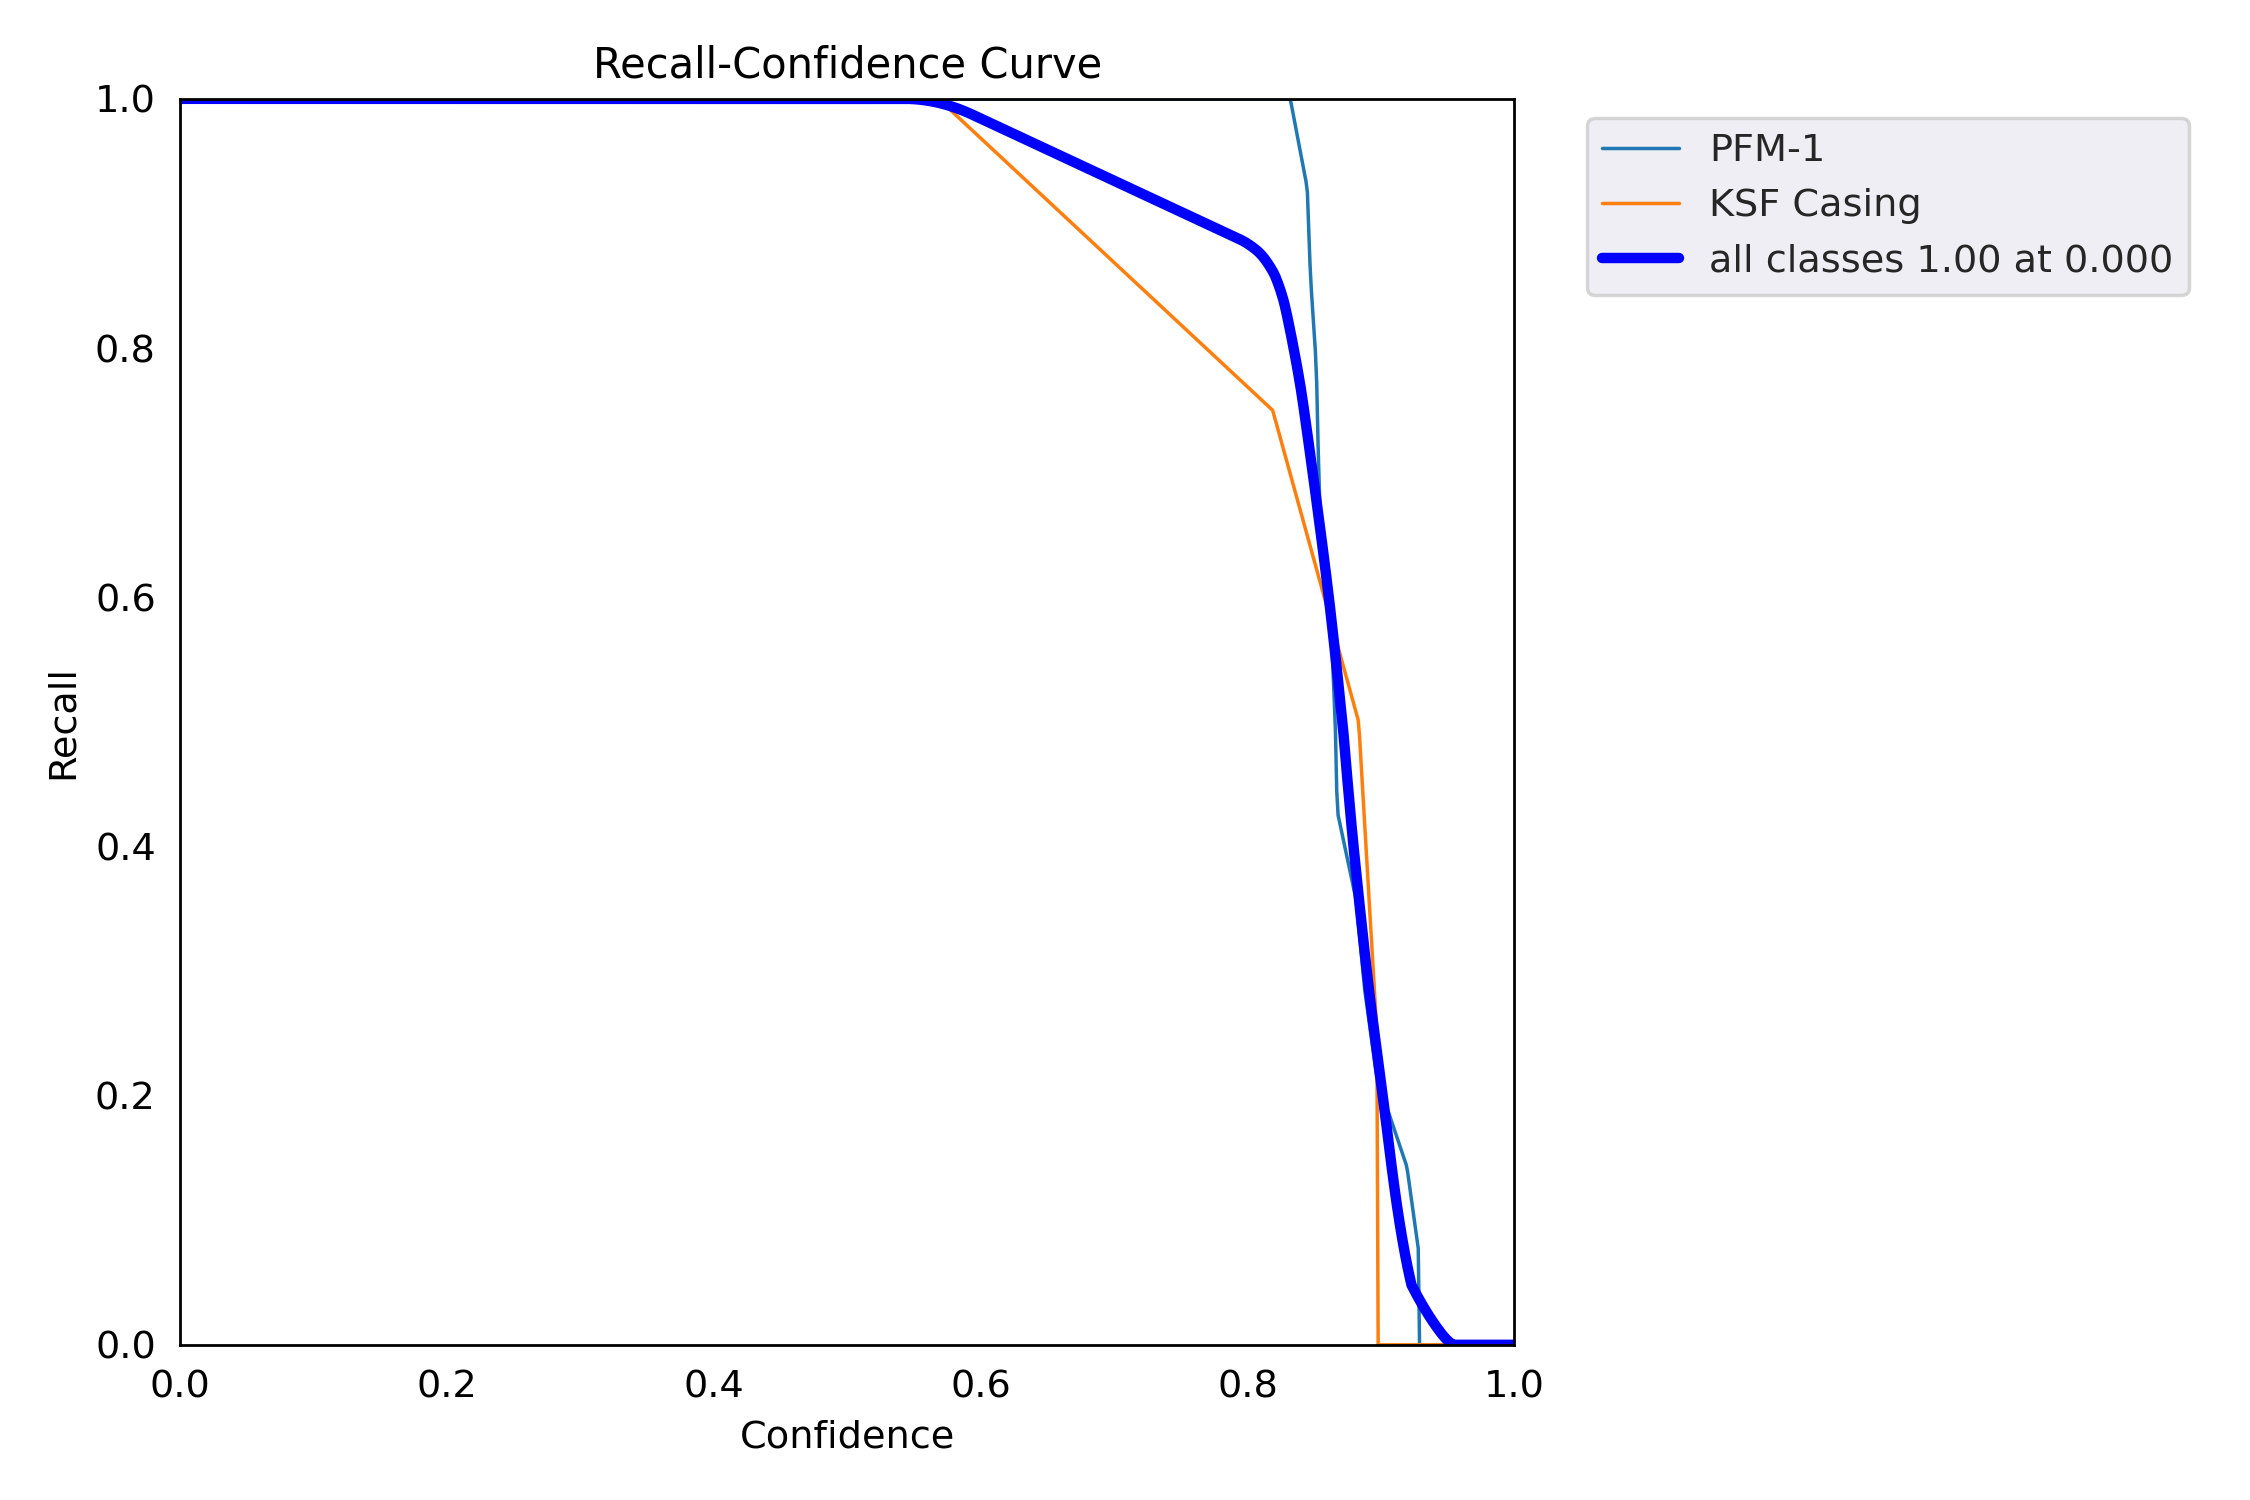 Recall-Confidence Curve
1.0
0.8
0.6
0.4
0.2
0.0
Recall
0.0 0.2 0.4 0.6 0.8 1.0
Confidence
PFM-1
KSF Casing
all classes 1.00 at 0.000